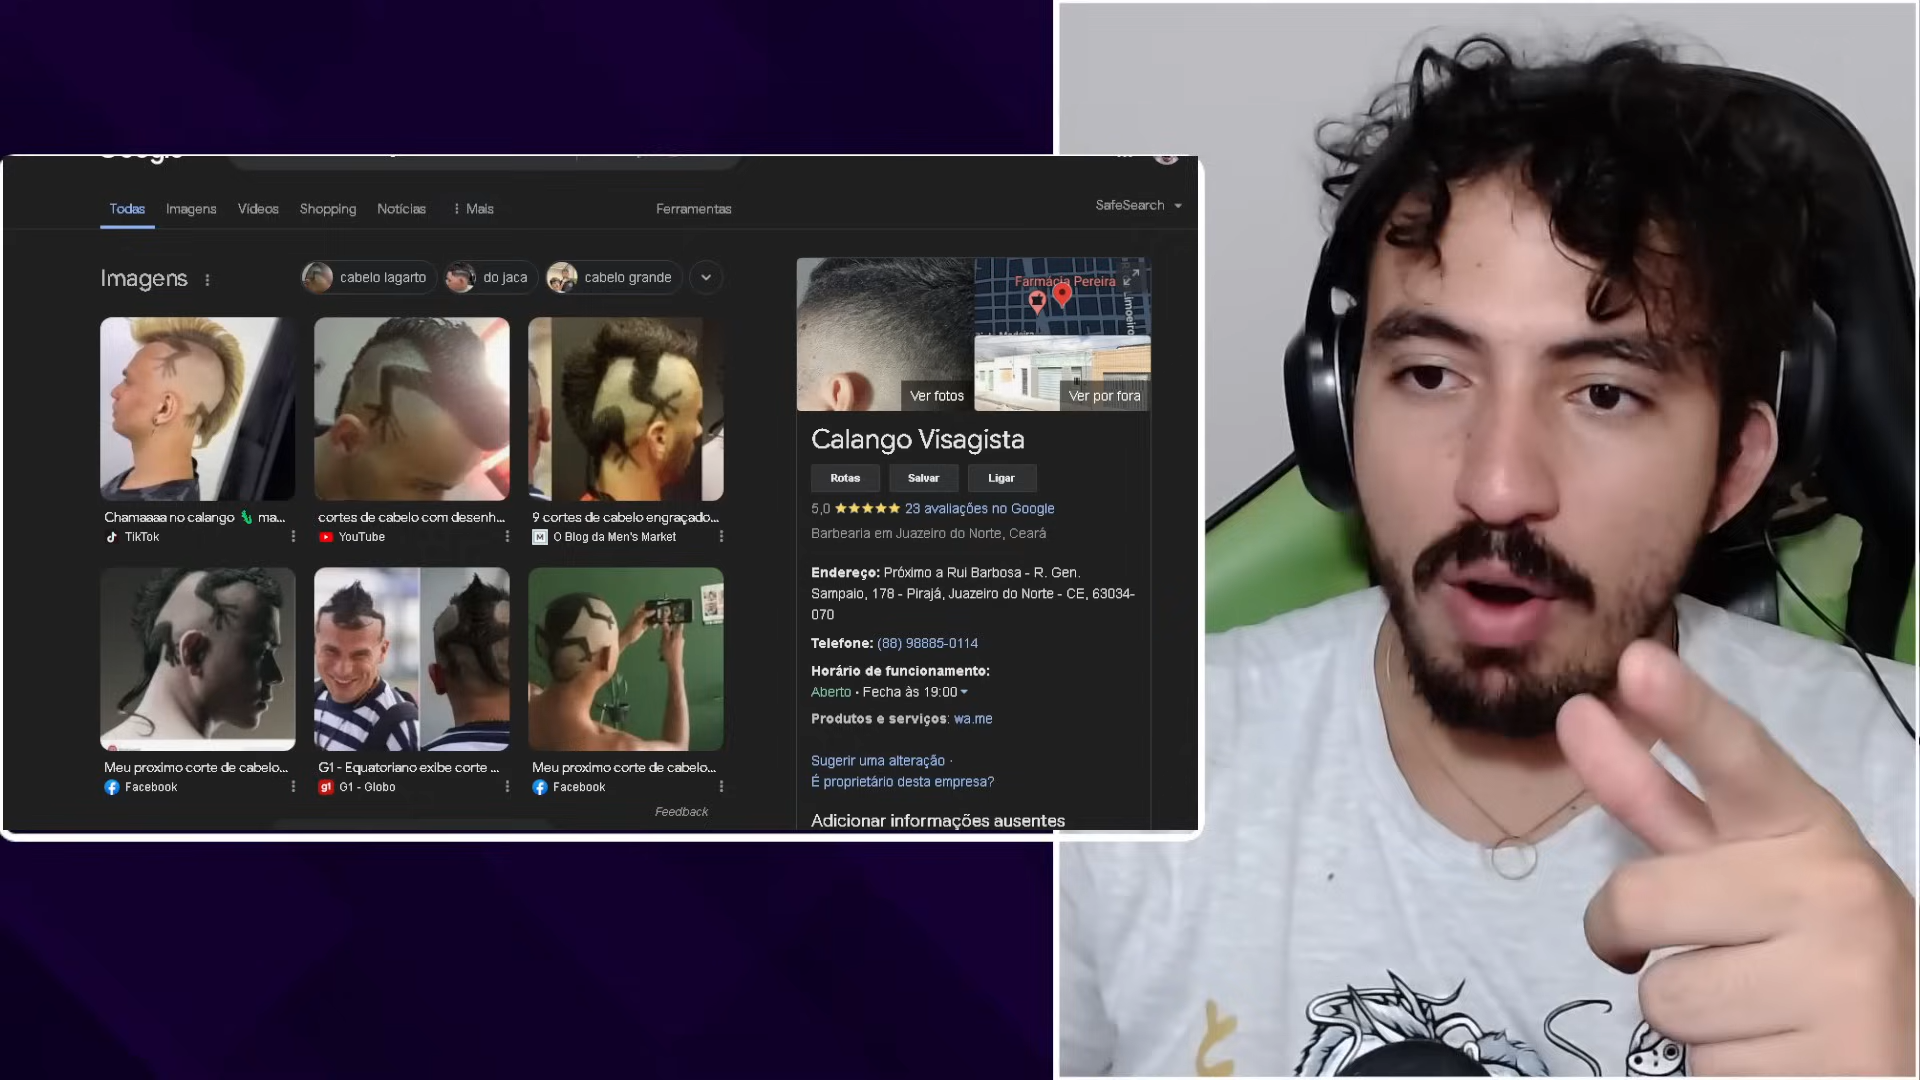 Google
Todas Imagens Vídeos Shopping Notícias Mais Ferramentas
SafeSearch
Imagens
cabelo lagarto
do jaca
cabelo grande
Chamaaaa no calango ma...
TikTok
cortes de cabelo com desenh...
YouTube
9 cortes de cabelo engraçado...
O Blog da Men's Market
Meu proximo corte de cabelo...
Facebook
G1 - Equatoriano exibe corte ...
G1 - Globo
Meu proximo corte de cabelo...
Facebook
Feedback
Farmácia Pereira
Ver fotos
Ver por fora
Calango Visagista
Rotas
Salvar
Ligar
5,0 23 avaliações no Google
Barbearia em Juazeiro do Norte, Ceará
Endereço: Próximo a Rui Barbosa - R. Gen.
Sampaio, 178 - Pirajá, Juazeiro do Norte - CE, 63034-
070
Telefone: (88) 98885-0114
Horário de funcionamento:
Aberto · Fecha às 19:00
Produtos e serviços: wa.me
Sugerir uma alteração ·
É proprietário desta empresa?
Adicionar informações ausentes